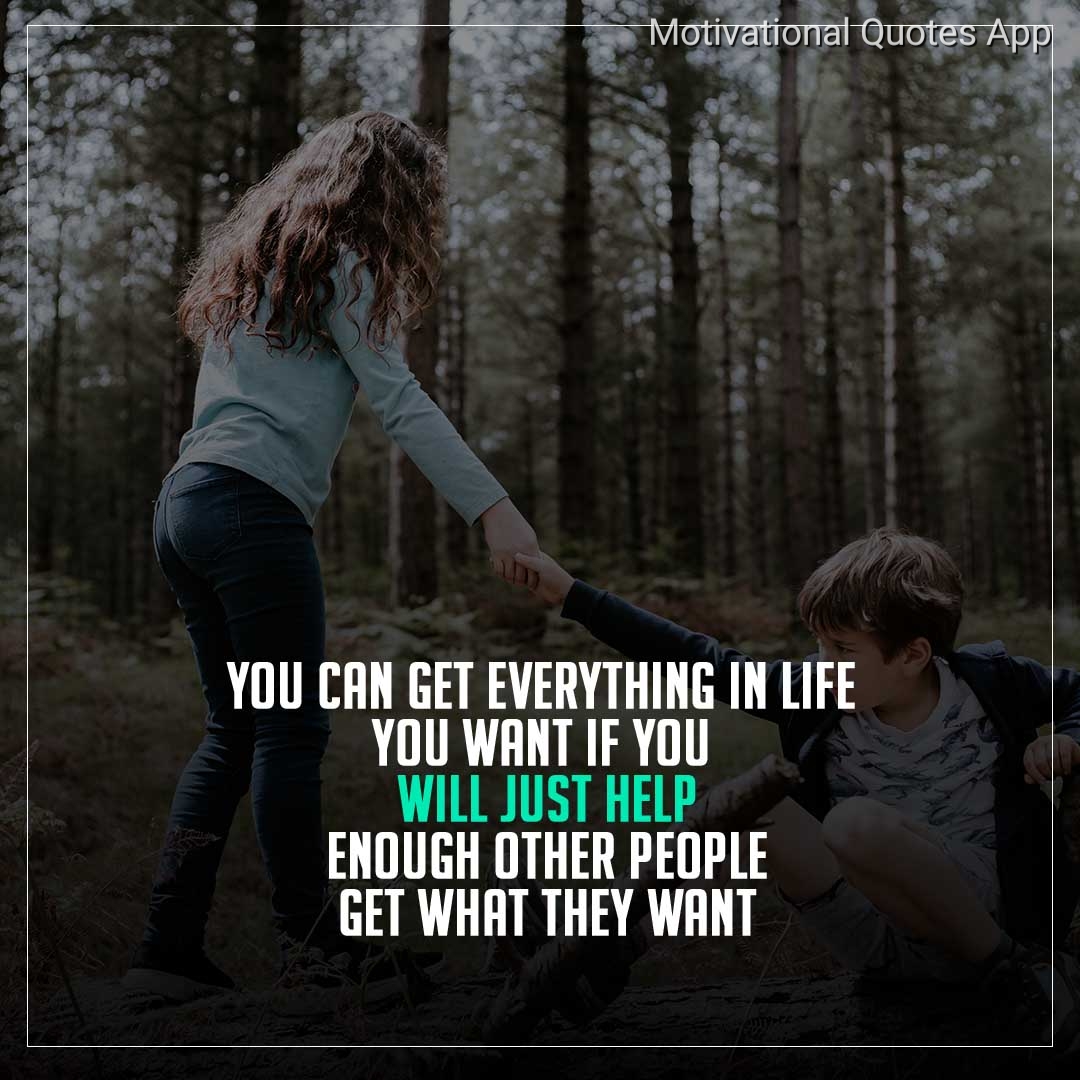 Motivational Quotes App
YOU CAN GET EVERYTHING IN LIFE
YOU WANT IF YOU
WILL JUST HELP
ENOUGH OTHER PEOPLE
GET WHAT THEY WANT